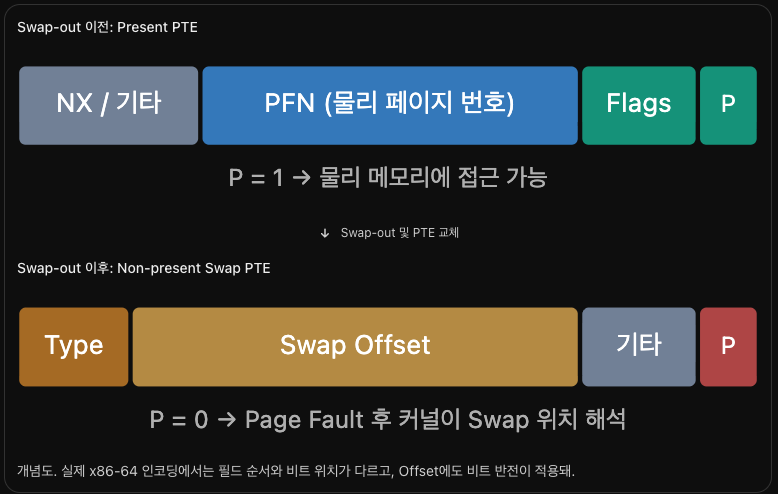 Swap-out 이전: Present PTE
NX / 기타
PFN (물리 페이지 번호)
Flags
P
P = 1 → 물리 메모리에 접근 가능
↓ Swap-out 및 PTE 교체
Swap-out 이후: Non-present Swap PTE
Type
Swap Offset
기타
P
P = 0 → Page Fault 후 커널이 Swap 위치 해석
개념도. 실제 x86-64 인코딩에서는 필드 순서와 비트 위치가 다르고, Offset에도 비트 반전이 적용돼.